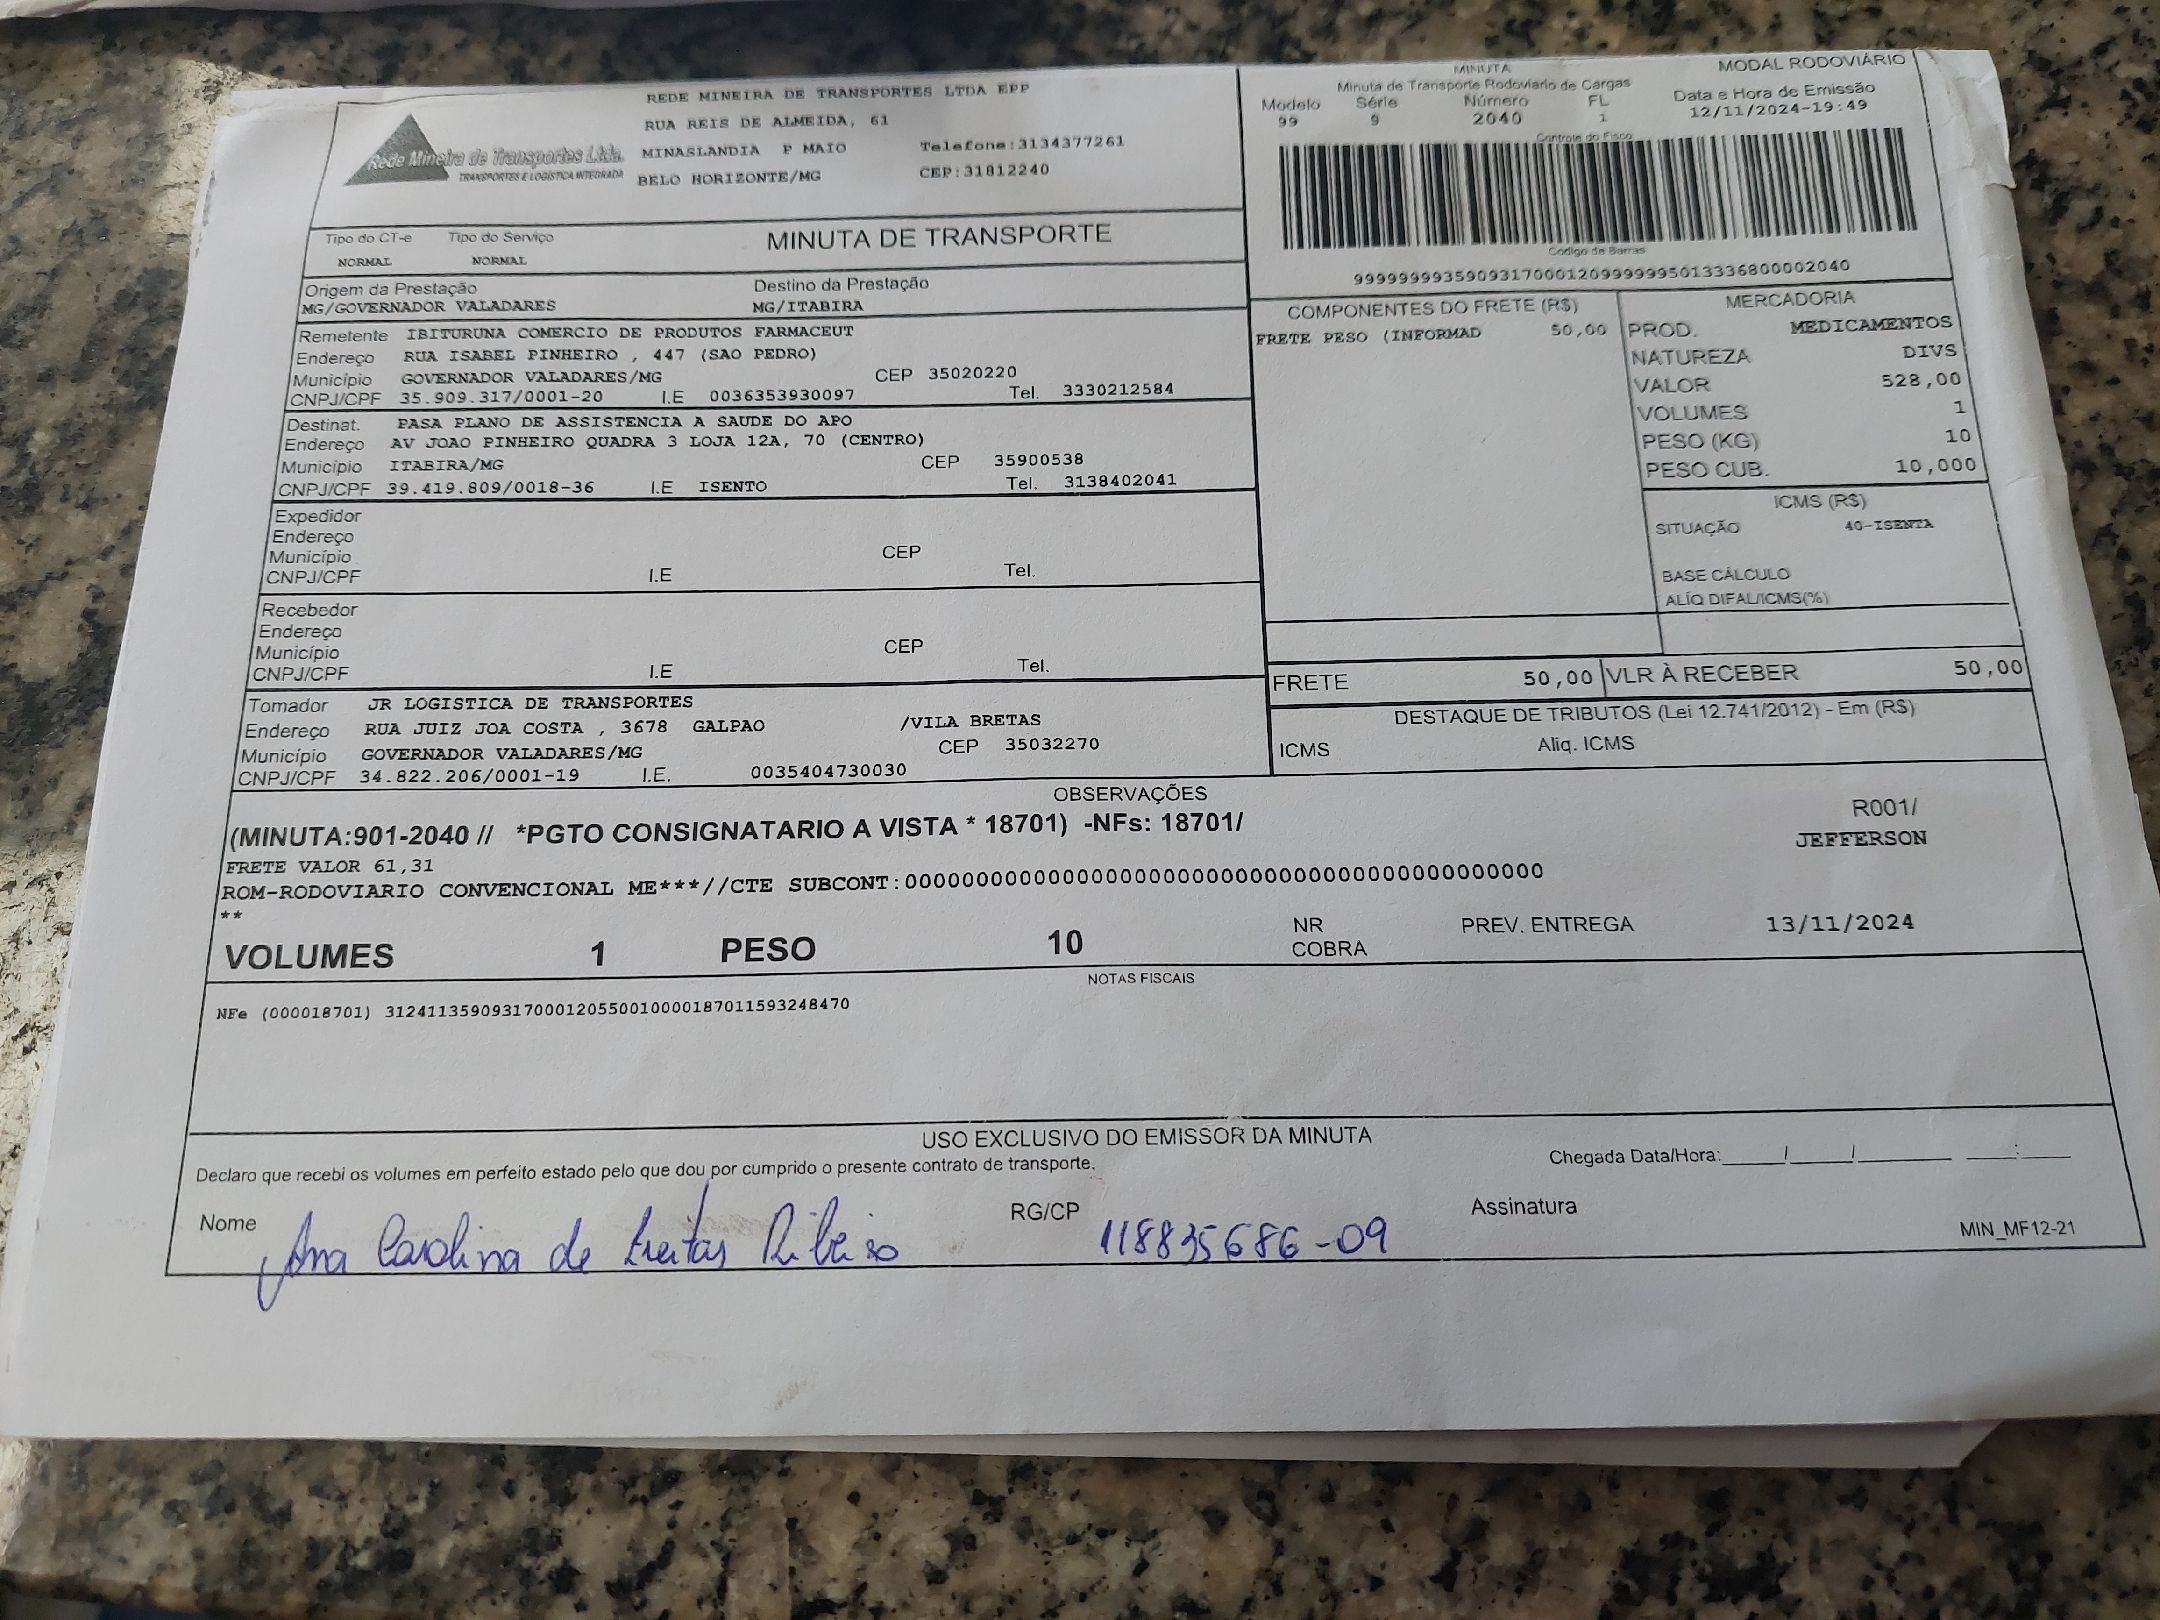 REDE MINEIRA DE TRANSPORTES LTDA EPP
RUA REIS DE ALMEIDA, 61
MINASLANDIA P MAIO Telefone:3134377261
BELO HORIZONTE/MG CEP:31812240
Rede Mineira de Transportes Ltda.
TRANSPORTES E LOGÍSTICA INTEGRADA
MINUTA MODAL RODOVIÁRIO
Minuta de Transporte Rodoviario de Cargas
Modelo Série Número FL Data e Hora de Emissão
99 9 2040 1 12/11/2024-19:49
Controle do Fisco
Codigo de Barras
999999993590931700012099999995013336800002040
Tipo do CT-e Tipo do Serviço MINUTA DE TRANSPORTE
NORMAL NORMAL
Origem da Prestação Destino da Prestação
MG/GOVERNADOR VALADARES MG/ITABIRA
Remetente IBITURUNA COMERCIO DE PRODUTOS FARMACEUT
Endereço RUA ISABEL PINHEIRO , 447 (SAO PEDRO)
Município GOVERNADOR VALADARES/MG CEP 35020220
CNPJ/CPF 35.909.317/0001-20 I.E 0036353930097 Tel. 3330212584
Destinat. PASA PLANO DE ASSISTENCIA A SAUDE DO APO
Endereço AV JOAO PINHEIRO QUADRA 3 LOJA 12A, 70 (CENTRO)
Município ITABIRA/MG CEP 35900538
CNPJ/CPF 39.419.809/0018-36 I.E ISENTO Tel. 3138402041
Expedidor
Endereço
Município CEP
CNPJ/CPF I.E Tel.
Recebedor
Endereço
Município CEP
CNPJ/CPF I.E Tel.
Tomador JR LOGISTICA DE TRANSPORTES
Endereço RUA JUIZ JOA COSTA , 3678 GALPAO /VILA BRETAS
Município GOVERNADOR VALADARES/MG CEP 35032270
CNPJ/CPF 34.822.206/0001-19 I.E. 0035404730030
COMPONENTES DO FRETE (R$)
FRETE PESO (INFORMAD 50,00
MERCADORIA
PROD. MEDICAMENTOS
NATUREZA DIVS
VALOR 528,00
VOLUMES 1
PESO (KG) 10
PESO CUB. 10,000
ICMS (R$)
SITUAÇÃO 40-ISENTA
BASE CÁLCULO
ALÍQ DIFAL/ICMS(%)
FRETE 50,00 VLR À RECEBER 50,00
DESTAQUE DE TRIBUTOS (Lei 12.741/2012) - Em (R$)
ICMS Aliq. ICMS
OBSERVAÇÕES
(MINUTA:901-2040 // *PGTO CONSIGNATARIO A VISTA * 18701) -NFs: 18701/ R001/
JEFFERSON
FRETE VALOR 61,31
ROM-RODOVIARIO CONVENCIONAL ME***//CTE SUBCONT:00000000000000000000000000000000000000000000
**
VOLUMES 1 PESO 10 NR COBRA PREV. ENTREGA 13/11/2024
NOTAS FISCAIS
NFe (000018701) 31241135909317000120550010000187011593248470
USO EXCLUSIVO DO EMISSOR DA MINUTA
Declaro que recebi os volumes em perfeito estado pelo que dou por cumprido o presente contrato de transporte. Chegada Data/Hora:____/____/____ ___:___
Nome Ana Carolina de Freitas Ribeiro RG/CP 118835686-09 Assinatura
MIN_MF12-21